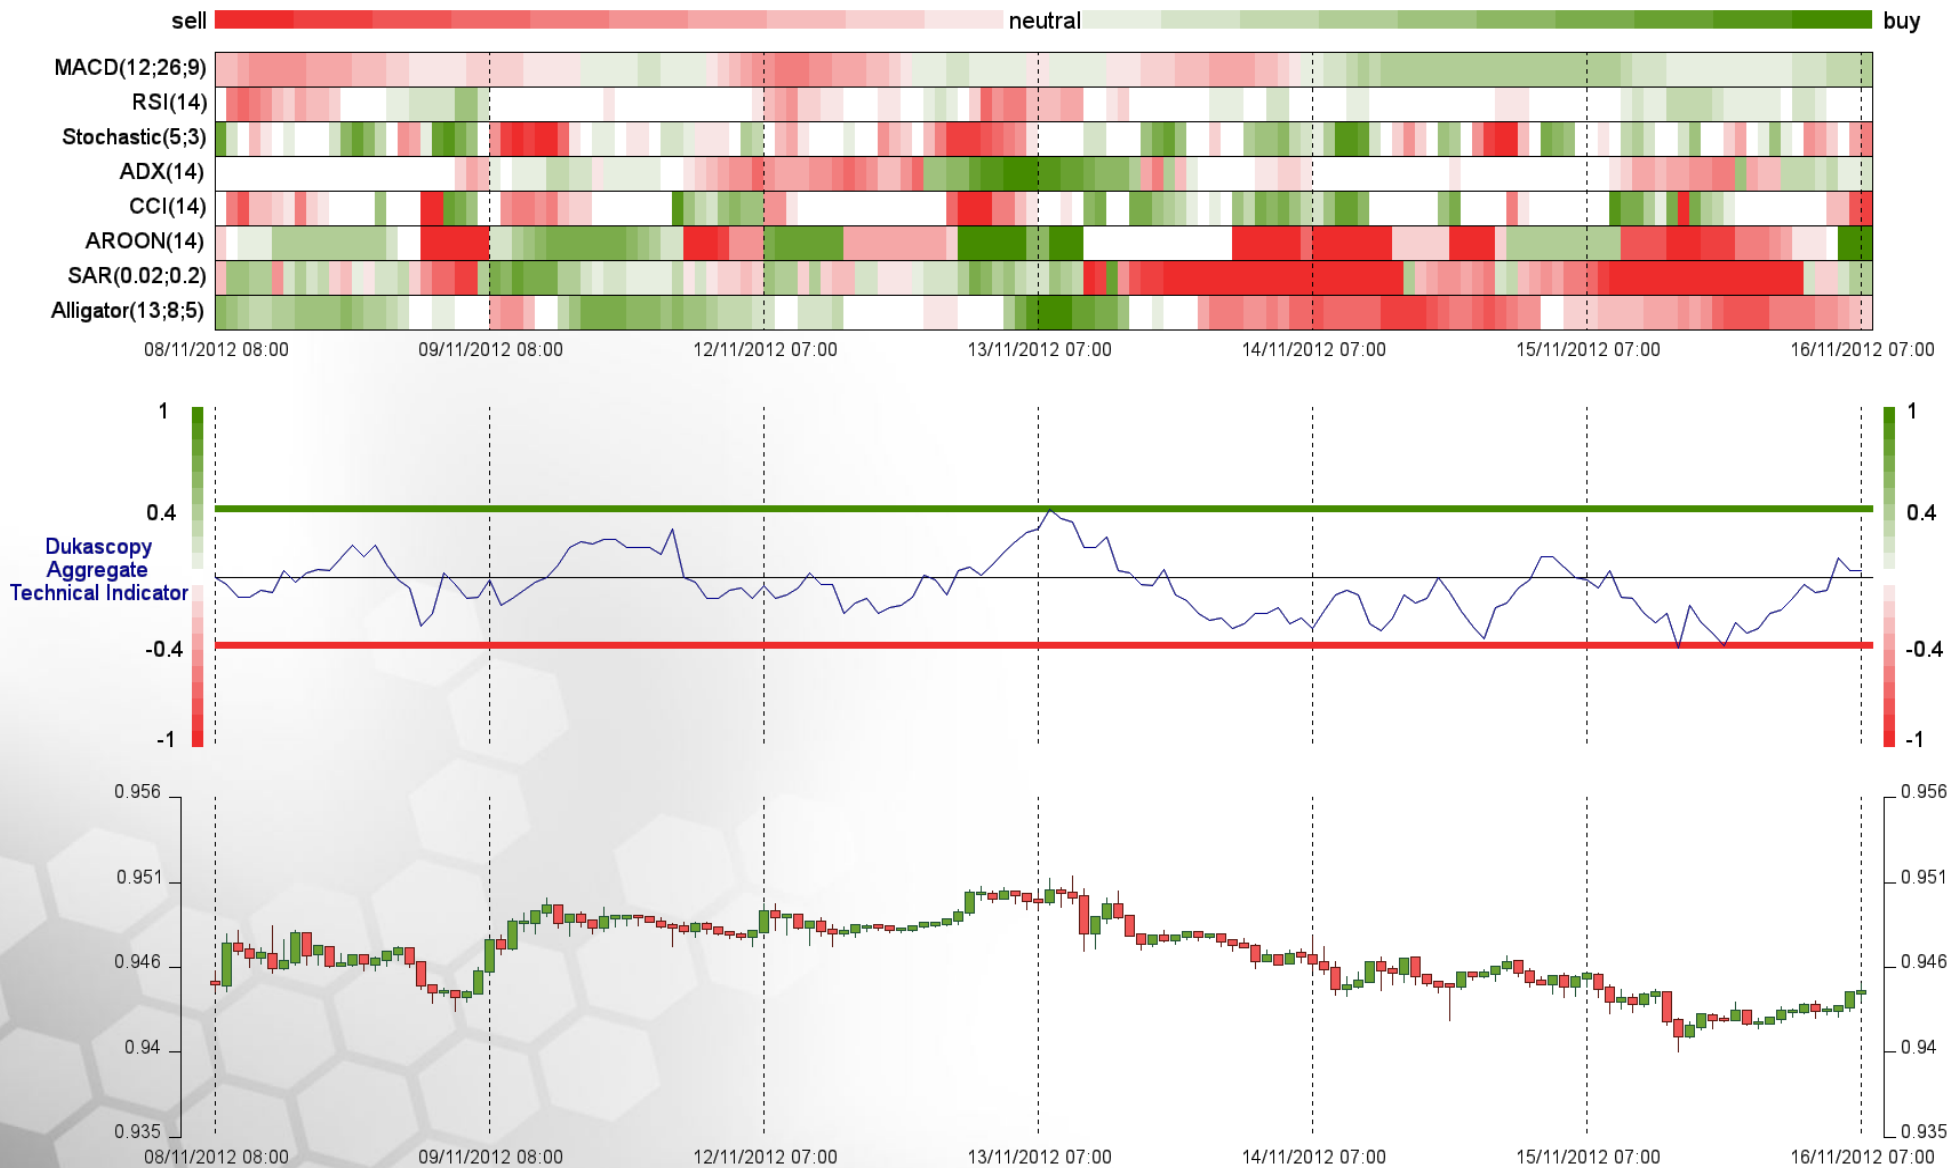 sell neutral buy
MACD(12;26;9)
RSI(14)
Stochastic(5;3)
ADX(14)
CCI(14)
AROON(14)
SAR(0.02;0.2)
Alligator(13;8;5)
08/11/2012 08:00 09/11/2012 08:00 12/11/2012 07:00 13/11/2012 07:00 14/11/2012 07:00 15/11/2012 07:00 16/11/2012 07:00
1 1
0.4 0.4
Dukascopy
Aggregate
Technical Indicator
-0.4 -0.4
-1 -1
0.956 0.956
0.951 0.951
0.946 0.946
0.94 0.94
0.935 0.935
08/11/2012 08:00 09/11/2012 08:00 12/11/2012 07:00 13/11/2012 07:00 14/11/2012 07:00 15/11/2012 07:00 16/11/2012 07:00